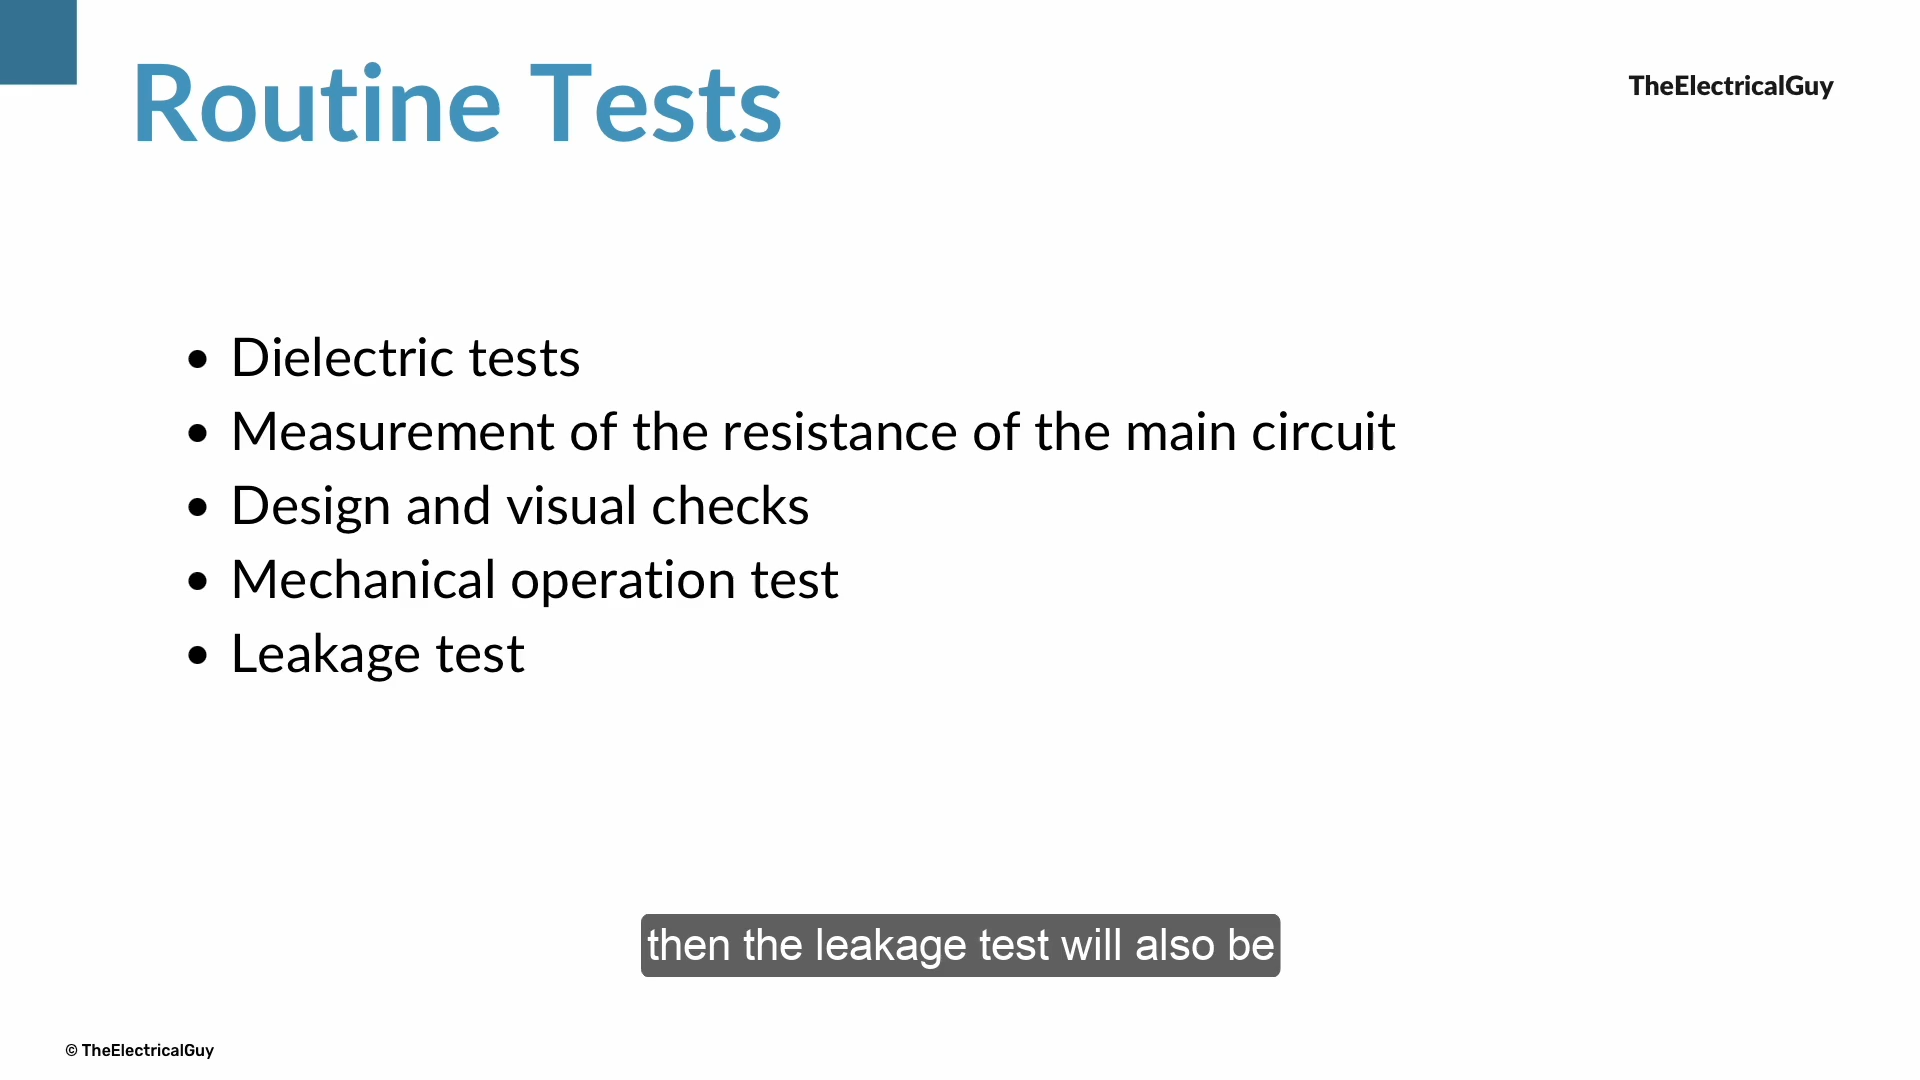 Routine Tests
TheElectricalGuy
• Dielectric tests
• Measurement of the resistance of the main circuit
• Design and visual checks
• Mechanical operation test
• Leakage test
then the leakage test will also be
© TheElectricalGuy